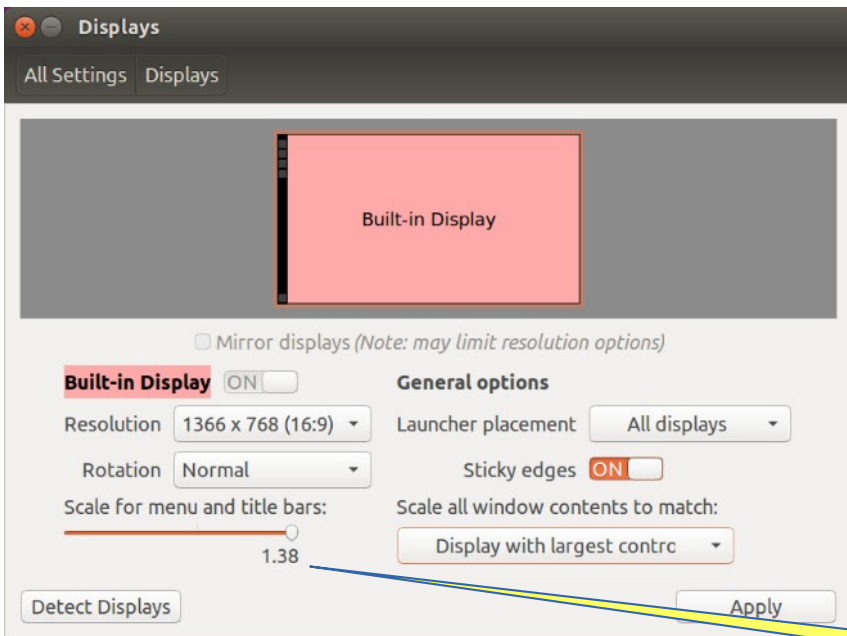 Displays
All Settings Displays
Built-in Display
Mirror displays (Note: may limit resolution options)
Built-in Display ON
General options
Resolution 1366 x 768 (16:9)
Launcher placement All displays
Rotation Normal
Sticky edges ON
Scale for menu and title bars:
Scale all window contents to match:
1.38
Display with largest contrc
Detect Displays
Apply